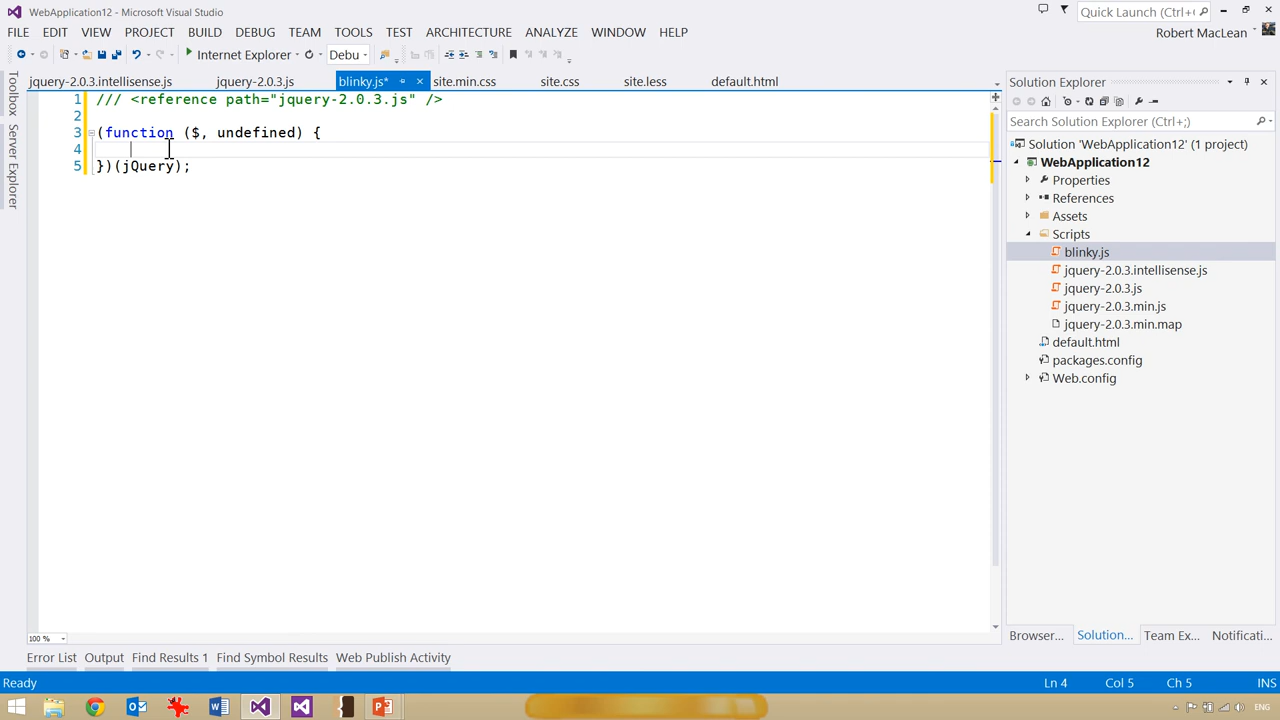 WebApplication12 - Microsoft Visual Studio
Quick Launch (Ctrl+
FILE EDIT VIEW PROJECT BUILD DEBUG TEAM TOOLS TEST ARCHITECTURE ANALYZE WINDOW HELP
Robert MacLean
Internet Explorer
Debu
Toolbox
Server Explorer
jquery-2.0.3.intellisense.js jquery-2.0.3.js blinky.js* site.min.css site.css site.less default.html
1 /// <reference path="jquery-2.0.3.js" />
2
3 (function ($, undefined) {
4
5 })(jQuery);
100 %
Solution Explorer
Search Solution Explorer (Ctrl+;)
Solution 'WebApplication12' (1 project)
WebApplication12
Properties
References
Assets
Scripts
blinky.js
jquery-2.0.3.intellisense.js
jquery-2.0.3.js
jquery-2.0.3.min.js
jquery-2.0.3.min.map
default.html
packages.config
Web.config
Browser... Solution... Team Ex... Notificati...
Error List Output Find Results 1 Find Symbol Results Web Publish Activity
Ready Ln 4 Col 5 Ch 5 INS
ENG